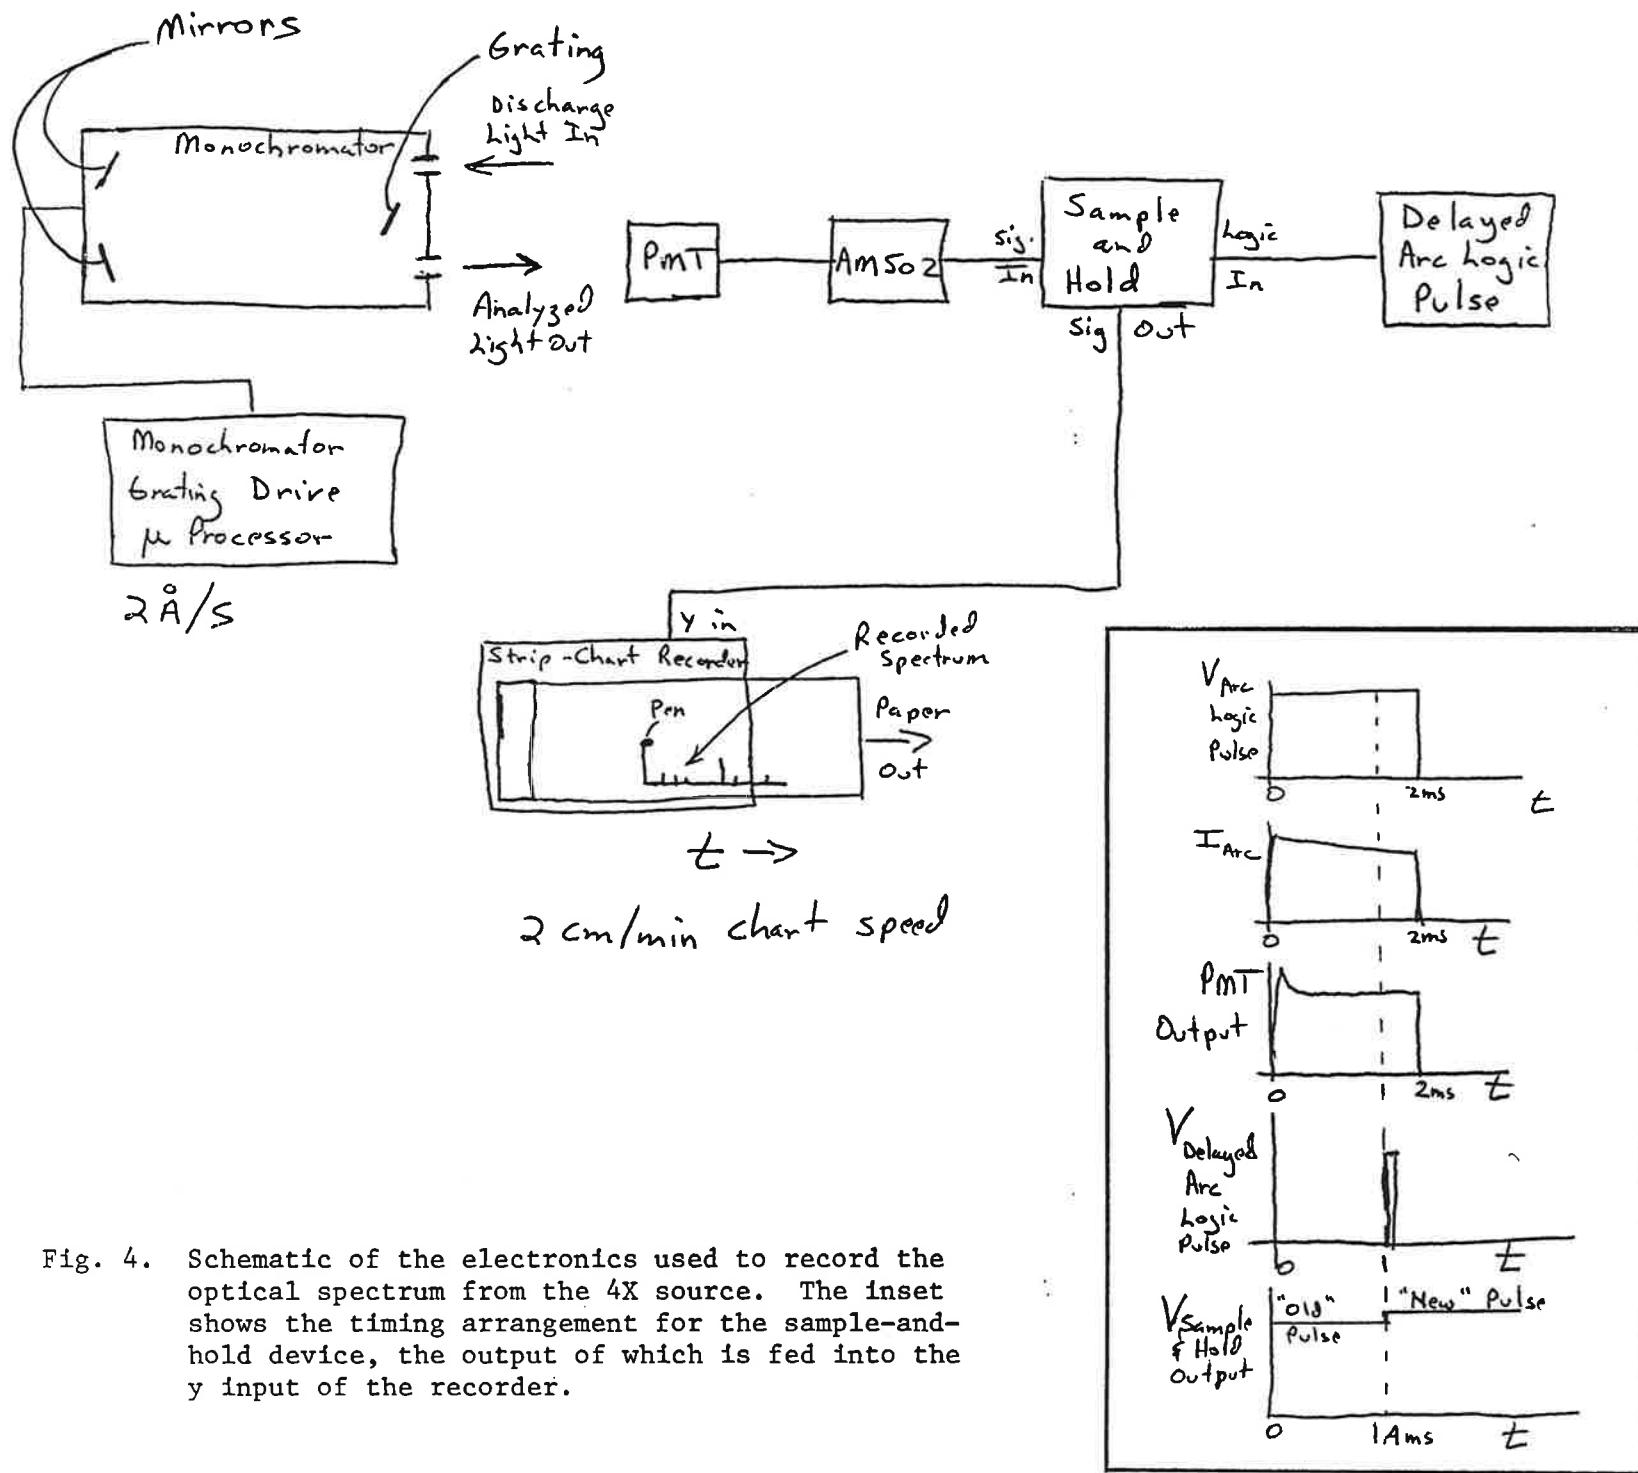 Mirrors
Grating
Discharge
Light In
Monochromator
Analyzed
Light Out
PMT
AM502
Sig.
In
Sample
and
Hold
Logic
In
Sig Out
Delayed
Arc Logic
Pulse
Monochromator
Grating Drive
μ Processor
2 Å/s
Y in
Strip-Chart Recorder
Pen
Recorded
Spectrum
Paper
Out
t →
2 cm/min chart speed
V Arc
Logic
Pulse
0
2ms
t
I Arc
0
2ms
t
PMT
Output
0
2ms
t
V Delayed
Arc
Logic
Pulse
0
t
V Sample
& Hold
Output
"Old"
Pulse
"New" Pulse
0
t
Fig. 4. Schematic of the electronics used to record the
optical spectrum from the 4X source. The inset
shows the timing arrangement for the sample-and-
hold device, the output of which is fed into the
y input of the recorder.